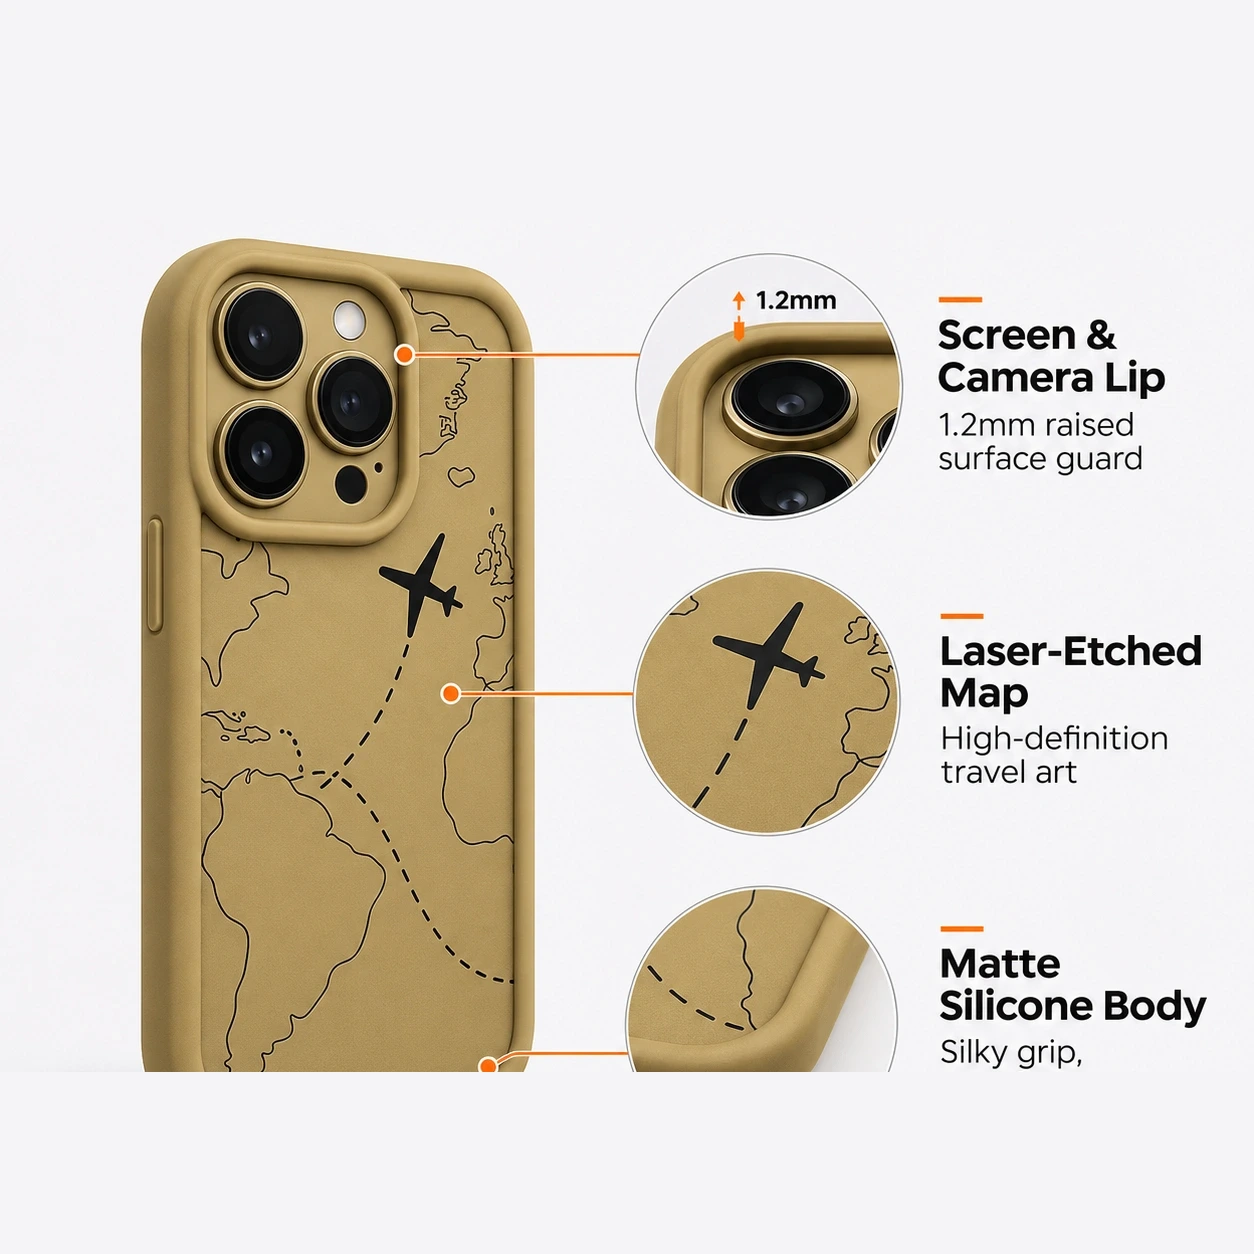 1.2mm
Screen &
Camera Lip
1.2mm raised
surface guard
Laser-Etched
Map
High-definition
travel art
Matte
Silicone Body
Silky grip,